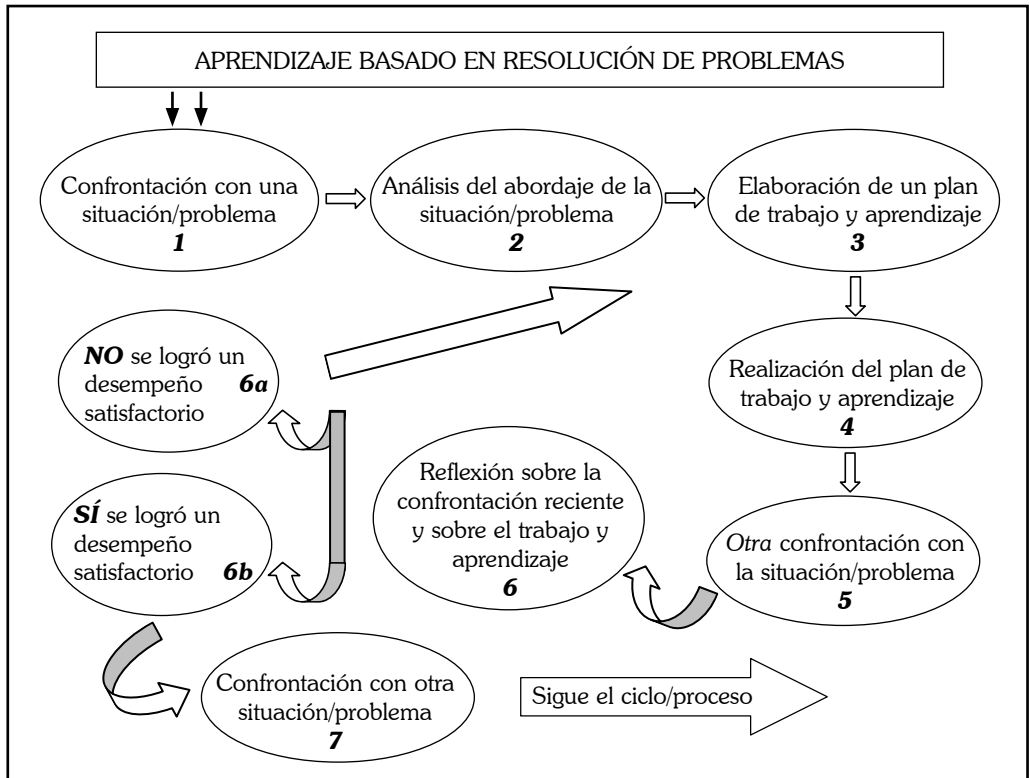 APRENDIZAJE BASADO EN RESOLUCIÓN DE PROBLEMAS
Confrontación con una
situación/problema
1
Análisis del abordaje de la
situación/problema
2
Elaboración de un plan
de trabajo y aprendizaje
3
Realización del plan de
trabajo y aprendizaje
4
Otra confrontación con
la situación/problema
5
Reflexión sobre la
confrontación reciente
y sobre el trabajo y
aprendizaje
6
NO se logró un
desempeño 6a
satisfactorio
SÍ se logró un
desempeño
satisfactorio 6b
Confrontación con otra
situación/problema
7
Sigue el ciclo/proceso